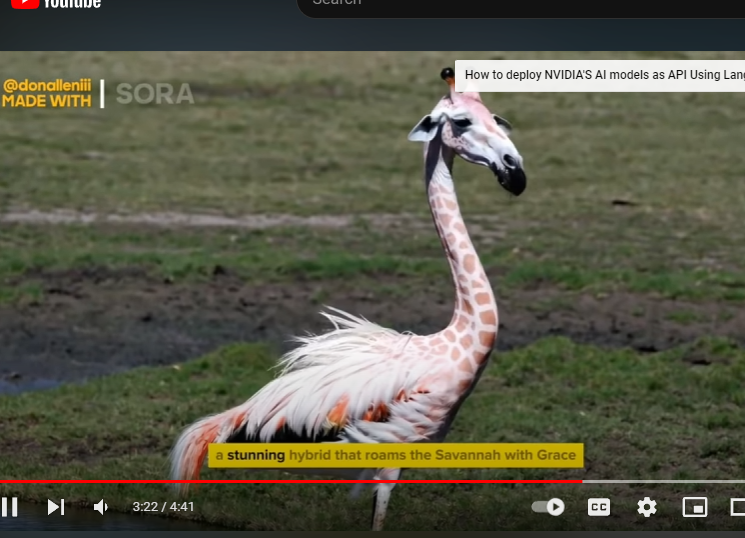 YouTube
Search
How to deploy NVIDIA'S AI models as API Using Lang
@donalleniii
MADE WITH
SORA
a stunning hybrid that roams the Savannah with Grace
3:22 / 4:41
CC